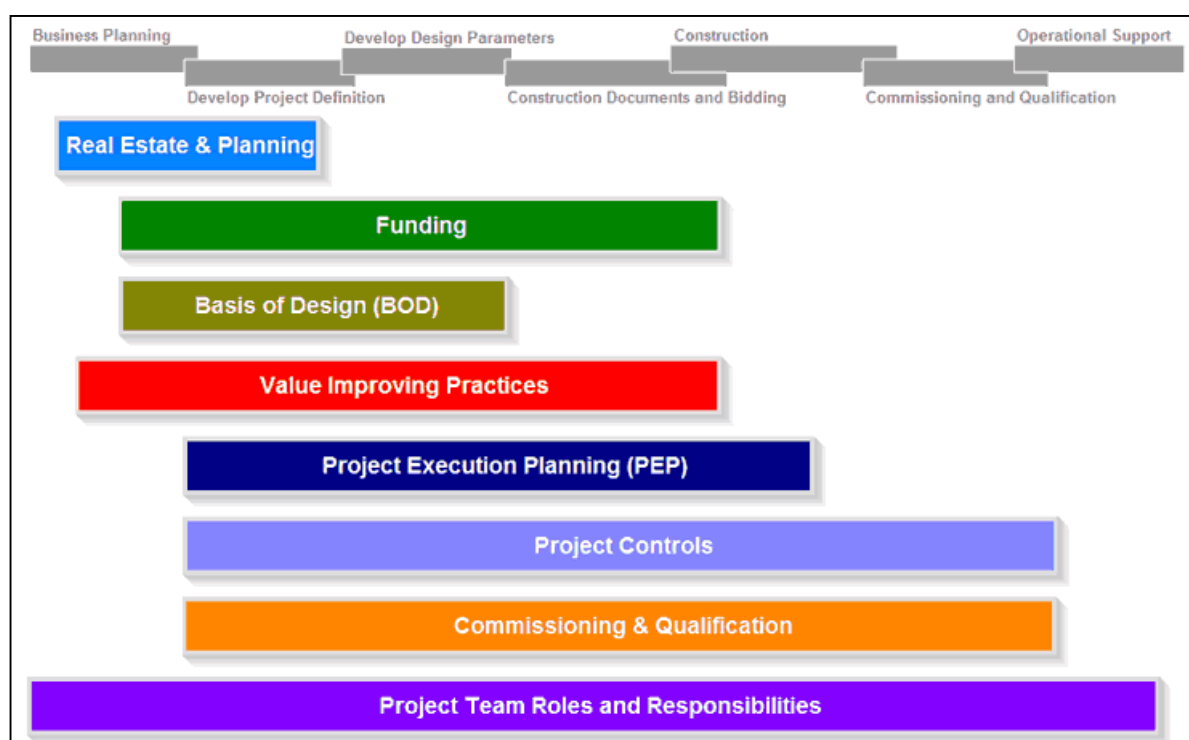 Business Planning
Develop Design Parameters
Construction
Operational Support
Develop Project Definition
Construction Documents and Bidding
Commissioning and Qualification
Real Estate & Planning
Funding
Basis of Design (BOD)
Value Improving Practices
Project Execution Planning (PEP)
Project Controls
Commissioning & Qualification
Project Team Roles and Responsibilities